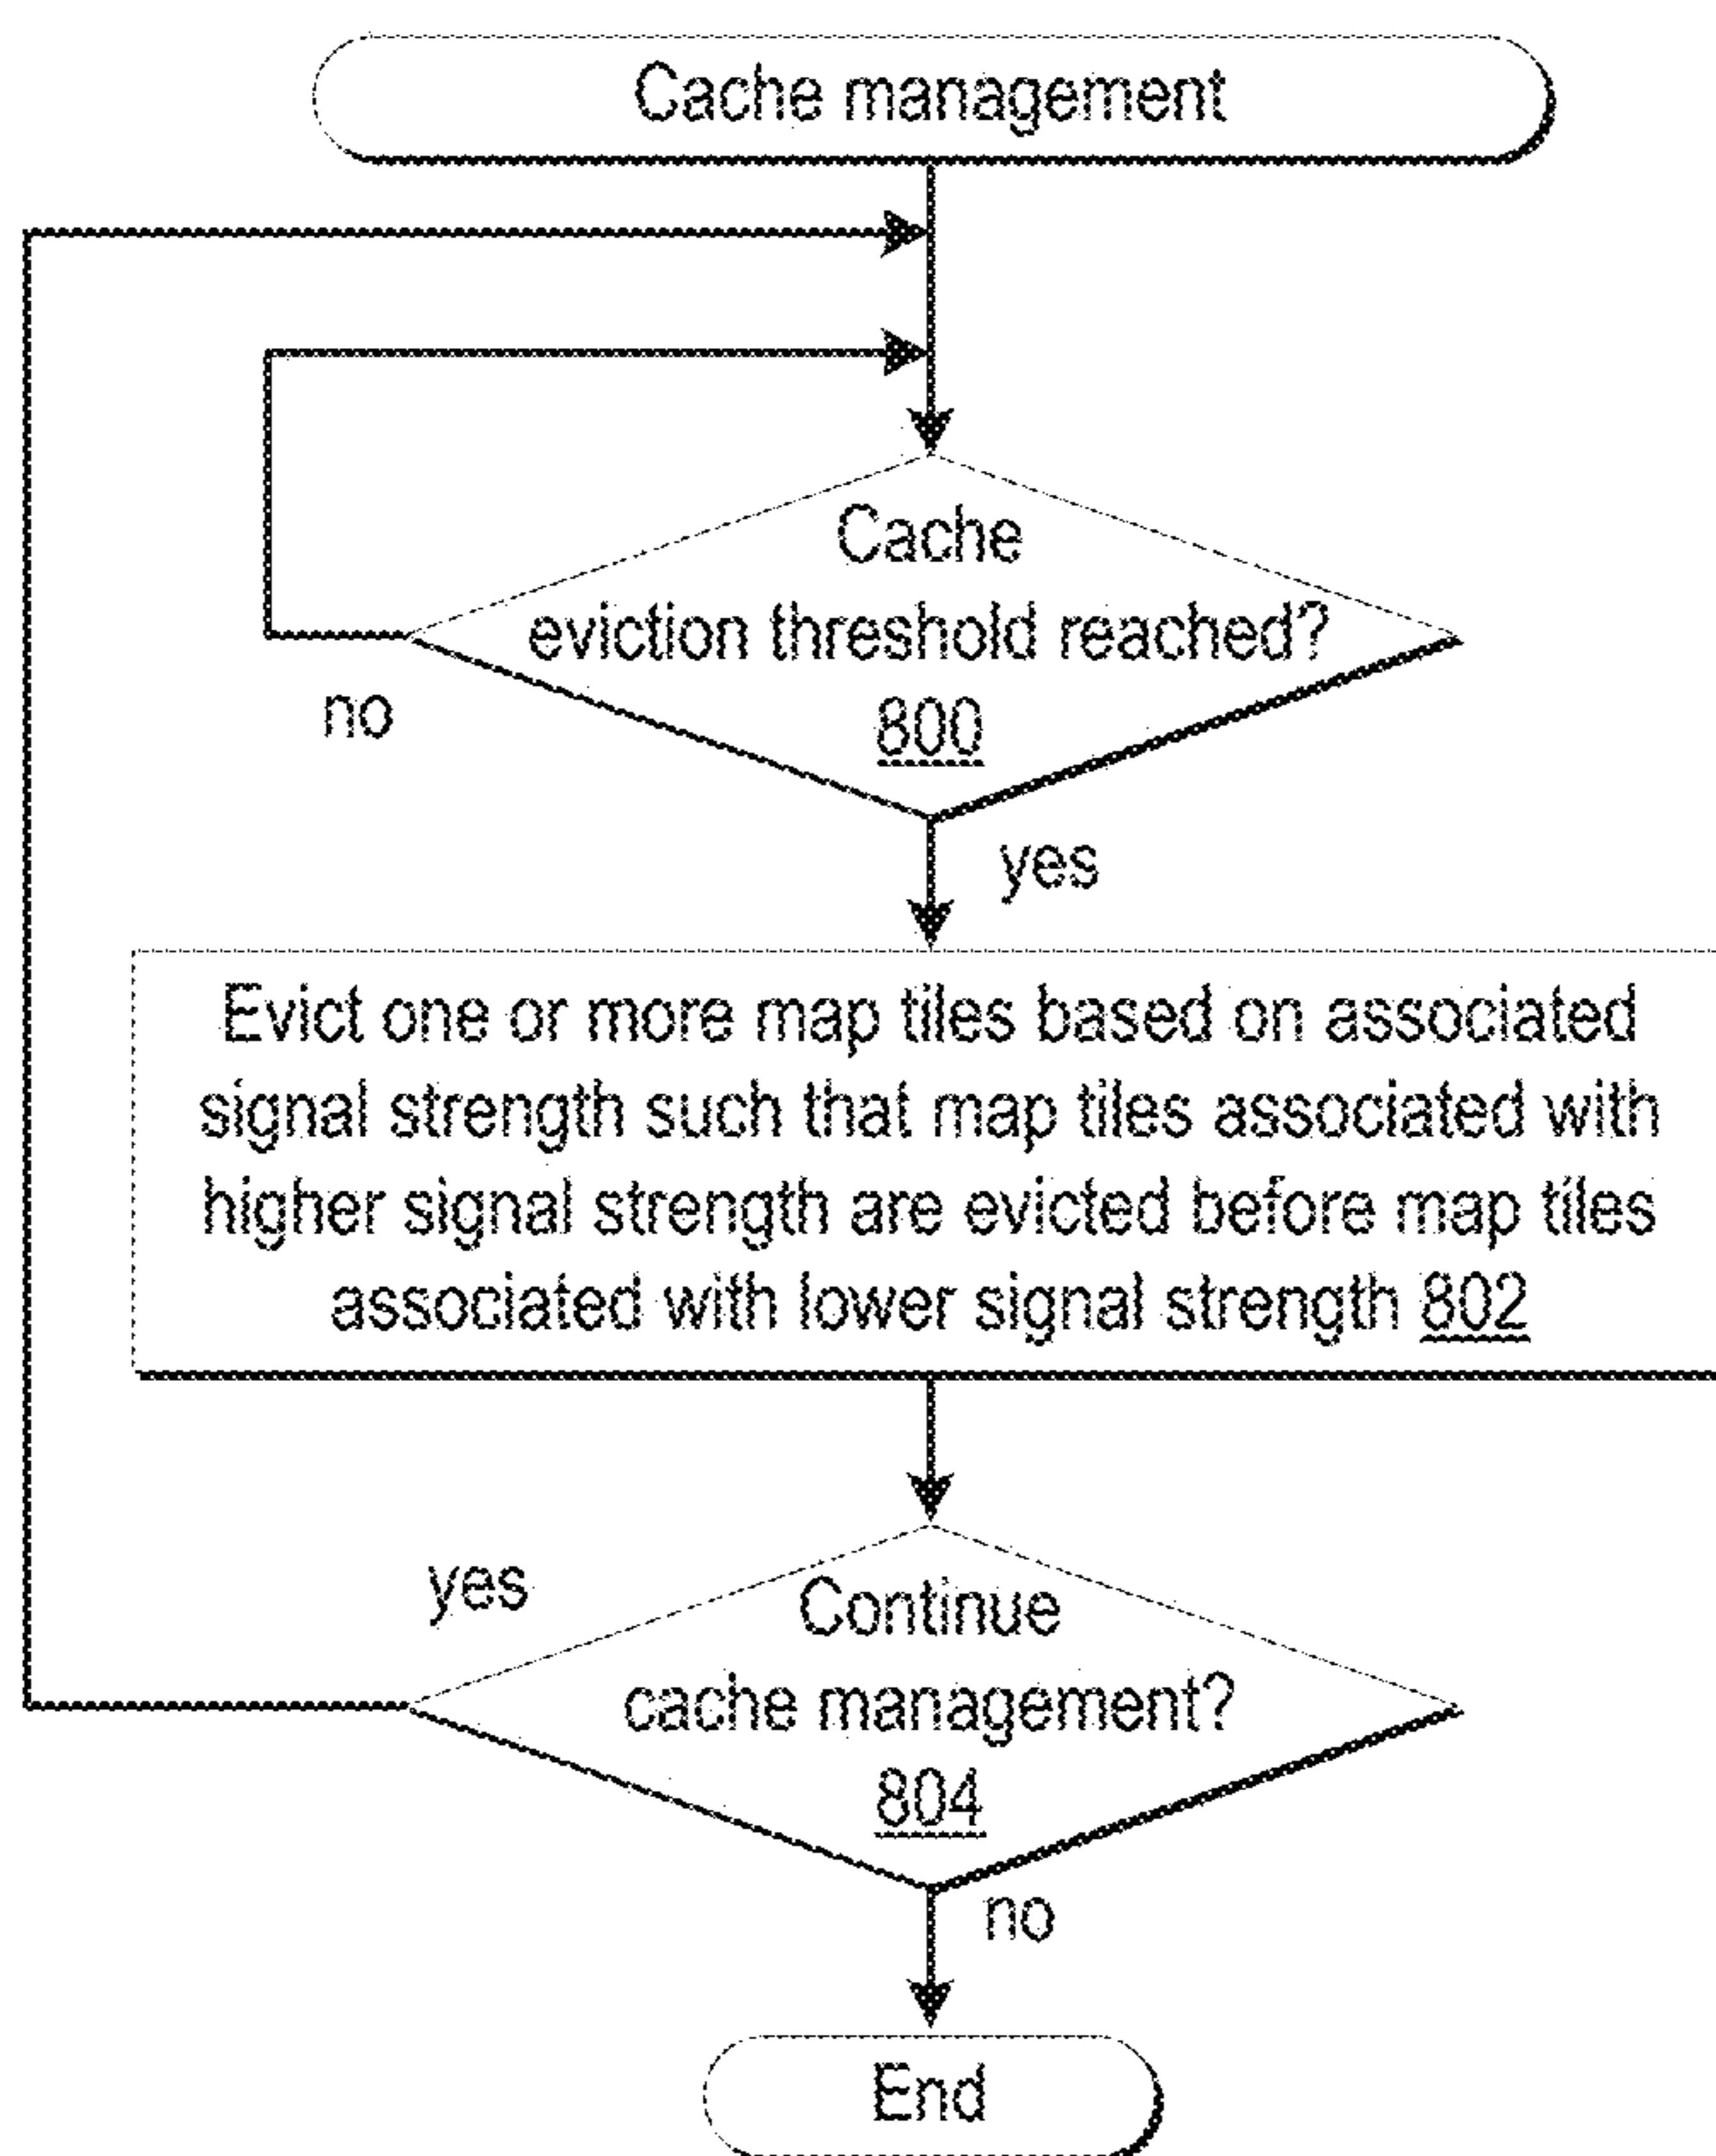 Cache management
Cache
eviction threshold reached?
800
no
yes
Evict one or more map tiles based on associated
signal strength such that map tiles associated with
higher signal strength are evicted before map tiles
associated with lower signal strength 802
yes
Continue
cache management?
804
no
End